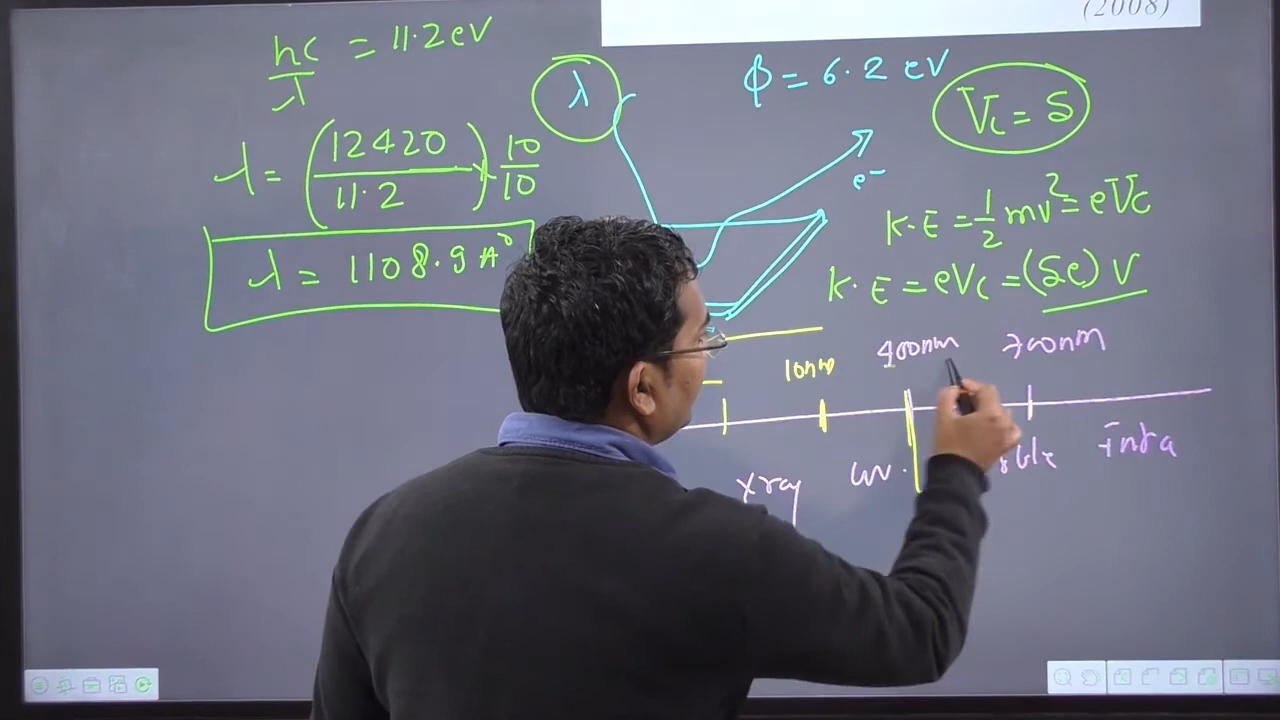 (2008)
hc/λ = 11.2 eV
λ = (12420/11.2) × 10/10
λ = 1108.9 A°
λ
ϕ = 6.2 eV
Vc = 5
e−
K.E = 1/2 mv² = eVc
K.E = eVc = (5e) V
10nm 400nm 700nm
xray uv. infra